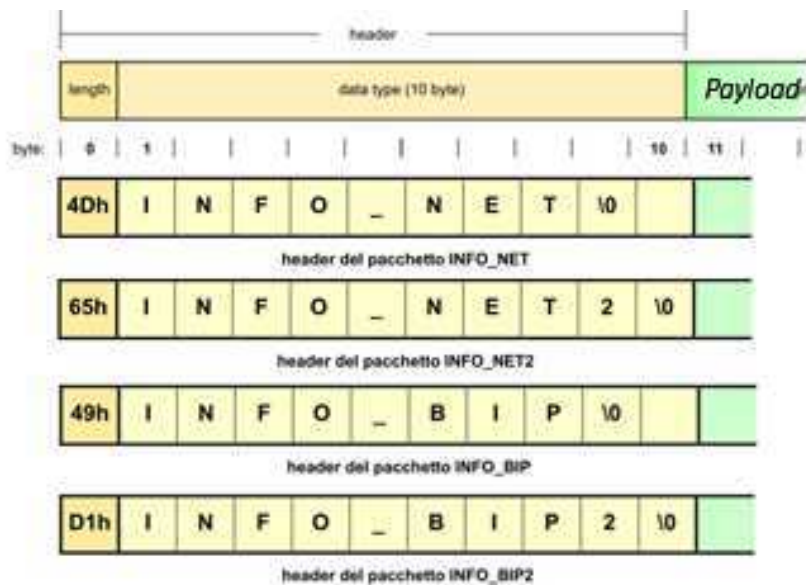 header
length data type (10 byte) Payload
byte: 0 1 10 11
4Dh I N F O _ N E T \0
header del pacchetto INFO_NET
65h I N F O _ N E T 2 \0
header del pacchetto INFO_NET2
49h I N F O _ B I P \0
header del pacchetto INFO_BIP
D1h I N F O _ B I P 2 \0
header del pacchetto INFO_BIP2